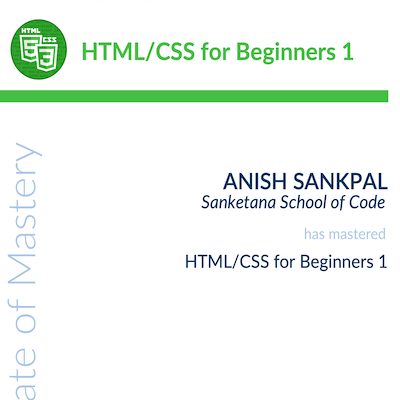 HTML CSS
HTML/CSS for Beginners 1
ate of Mastery
ANISH SANKPAL
Sanketana School of Code
has mastered
HTML/CSS for Beginners 1